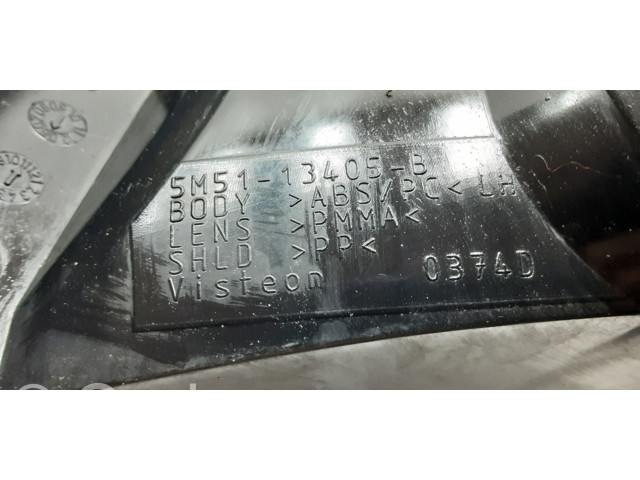 5M51-13405-B
BODY >ABS/PC< LH
LENS >PMMA<
SHLD >PP<
Visteon 0374D